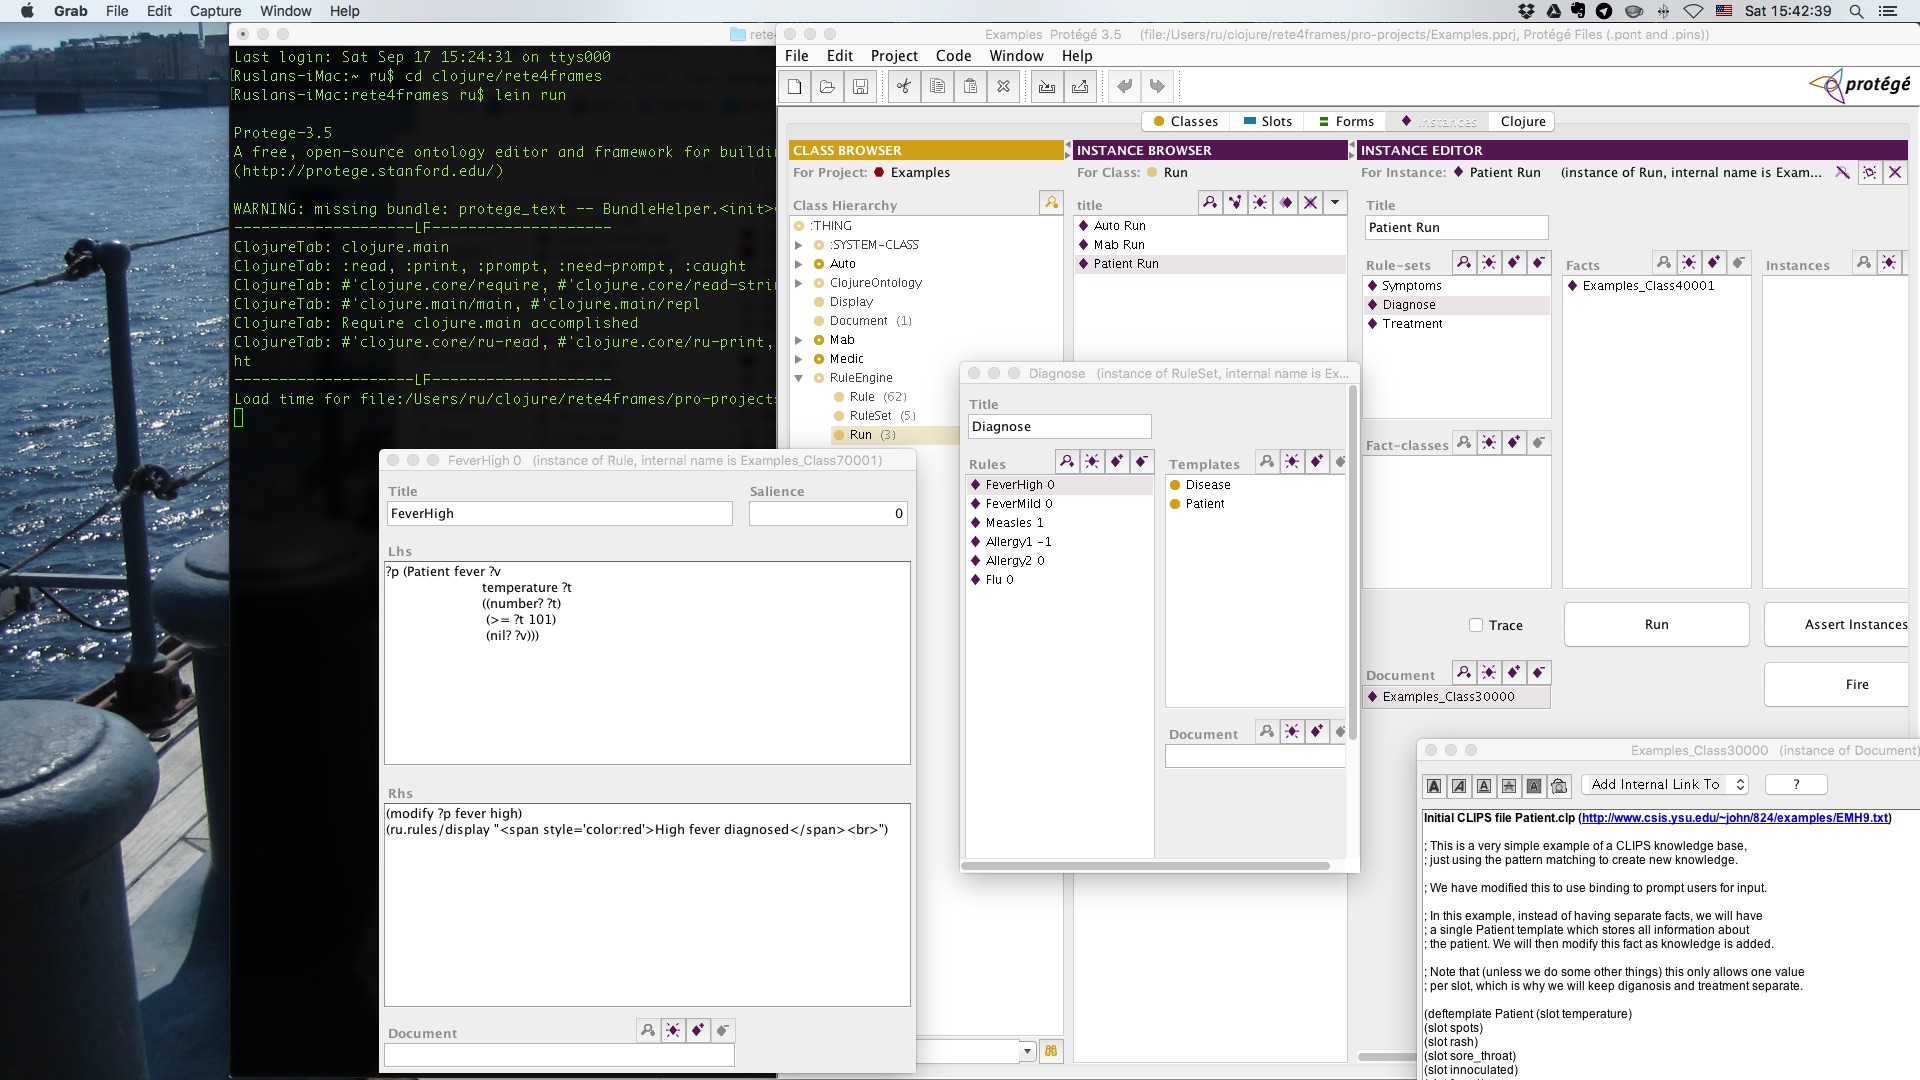 Grab File Edit Capture Window Help
Sat 15:42:39
rete4
Last login: Sat Sep 17 15:24:31 on ttys000
[Ruslans-iMac:~ ru$ cd clojure/rete4frames
[Ruslans-iMac:rete4frames ru$ lein run
Protege-3.5
A free, open-source ontology editor and framework for buildin
(http://protege.stanford.edu/)
WARNING: missing bundle: protege_text -- BundleHelper.<init>
--------------------LF--------------------
ClojureTab: clojure.main
ClojureTab: :read, :print, :prompt, :need-prompt, :caught
ClojureTab: #'clojure.core/require, #'clojure.core/read-strin
ClojureTab: #'clojure.main/main, #'clojure.main/repl
ClojureTab: Require clojure.main accomplished
ClojureTab: #'clojure.core/ru-read, #'clojure.core/ru-print,
ht
--------------------LF--------------------
Load time for file:/Users/ru/clojure/rete4frames/pro-projects
Examples Protégé 3.5 (file:/Users/ru/clojure/rete4frames/pro-projects/Examples.pprj, Protégé Files (.pont and .pins))
File Edit Project Code Window Help
protégé
Classes Slots Forms Instances Clojure
CLASS BROWSER
For Project: Examples
Class Hierarchy
:THING
:SYSTEM-CLASS
Auto
ClojureOntology
Display
Document (1)
Mab
Medic
RuleEngine
Rule (62)
RuleSet (5)
Run (3)
INSTANCE BROWSER
For Class: Run
title
Auto Run
Mab Run
Patient Run
INSTANCE EDITOR
For Instance: Patient Run (instance of Run, internal name is Exam...
Title
Patient Run
Rule-sets
Symptoms
Diagnose
Treatment
Facts
Examples_Class40001
Instances
Fact-classes
Trace
Run
Assert Instances
Document
Examples_Class30000
Fire
Diagnose (instance of RuleSet, internal name is Ex...
Title
Diagnose
Rules
FeverHigh 0
FeverMild 0
Measles 1
Allergy1 -1
Allergy2 0
Flu 0
Templates
Disease
Patient
Document
FeverHigh 0 (instance of Rule, internal name is Examples_Class70001)
Title
FeverHigh
Salience
0
Lhs
?p (Patient fever ?v
temperature ?t
((number? ?t)
(>= ?t 101)
(nil? ?v)))
Rhs
(modify ?p fever high)
(ru.rules/display "<span style='color:red'>High fever diagnosed</span><br>")
Document
Examples_Class30000 (instance of Document)
A A A A A
Add Internal Link To
?
Initial CLIPS file Patient.clp (http://www.csis.ysu.edu/~john/824/examples/EMH9.txt)
; This is a very simple example of a CLIPS knowledge base,
; just using the pattern matching to create new knowledge.
; We have modified this to use binding to prompt users for input.
; In this example, instead of having separate facts, we will have
; a single Patient template which stores all information about
; the patient. We will then modify this fact as knowledge is added.
; Note that (unless we do some other things) this only allows one value
; per slot, which is why we will keep diganosis and treatment separate.
(deftemplate Patient (slot temperature)
(slot spots)
(slot rash)
(slot sore_throat)
(slot innoculated)